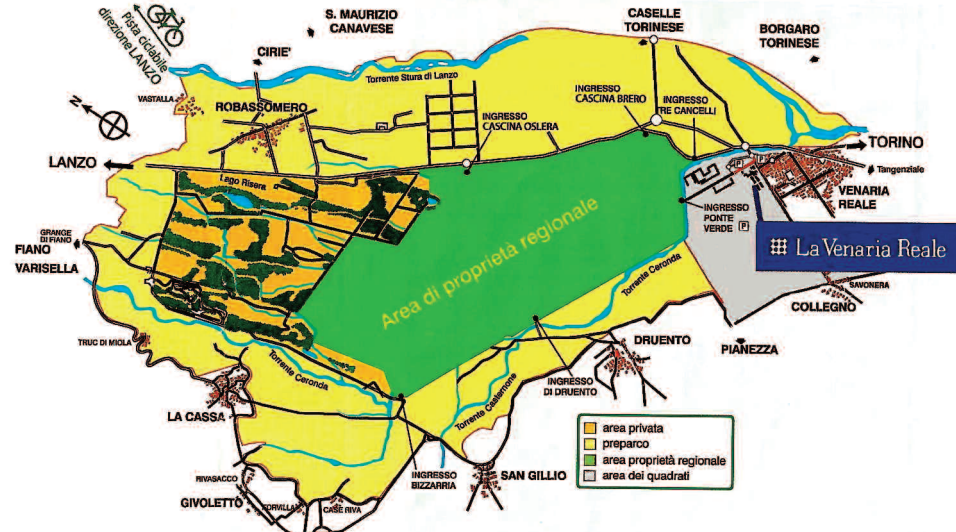 Pista ciclabile
direzione LANZO
S. MAURIZIO
CANAVESE
CASELLE
TORINESE
BORGARO
TORINESE
CIRIE'
Torrente Stura di Lanzo
VASTALLA
ROBASSOMERO
N
INGRESSO
CASCINA OSLERA
INGRESSO
CASCINA BRERO
INGRESSO
TRE CANCELLI
LANZO
TORINO
Tangenziale
Lago Risera
P
P
VENARIA
REALE
INGRESSO
PONTE
VERDE
P
GRANGE
DI FIANO
FIANO
VARISELLA
Area di proprietà regionale
La Venaria Reale
Torrente Ceronda
SAVONERA
COLLEGNO
TRUC DI MIOLA
DRUENTO
PIANEZZA
Torrente Ceronda
INGRESSO
DI DRUENTO
Torrente Casternone
LA CASSA
area privata
preparco
area proprietà regionale
area dei quadrati
RIVASACCO
INGRESSO
BIZZARRIA
SAN GILLIO
GIVOLETTO
FORVILLA
CASE RIVA